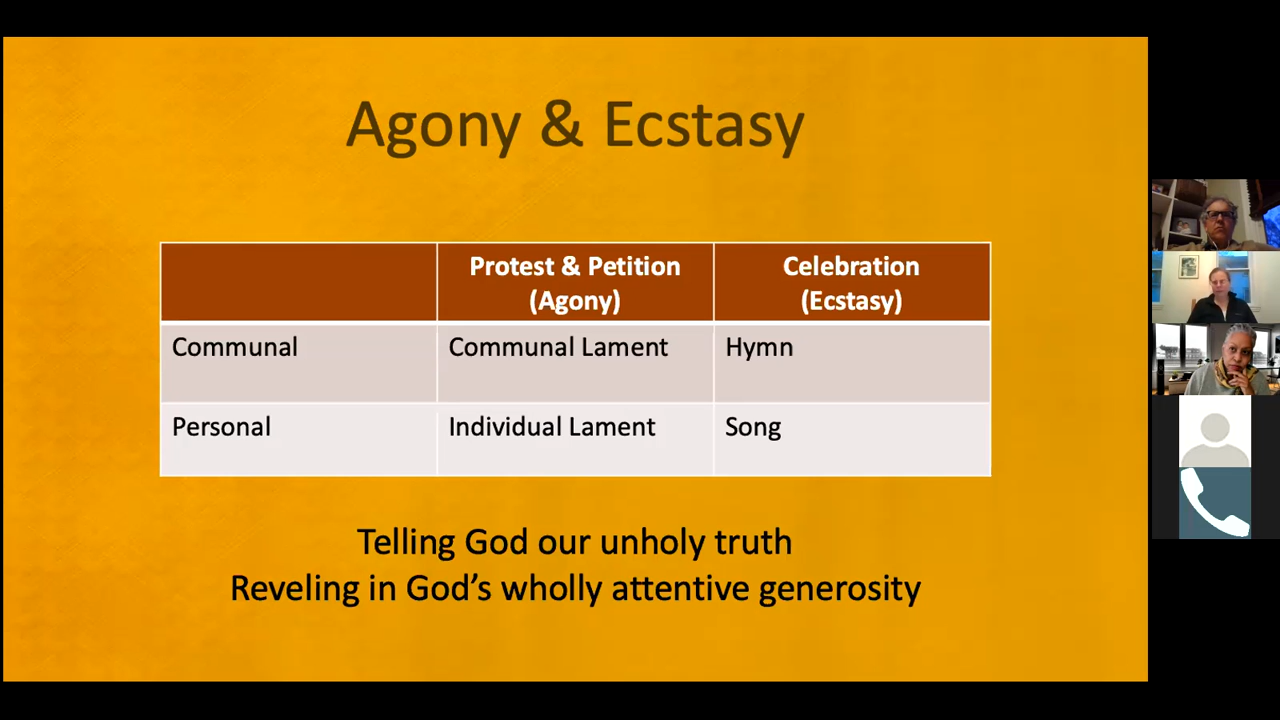 Agony & Ecstasy
Protest & Petition
(Agony)
Celebration
(Ecstasy)
Communal
Communal Lament
Hymn
Personal
Individual Lament
Song
Telling God our unholy truth
Reveling in God’s wholly attentive generosity